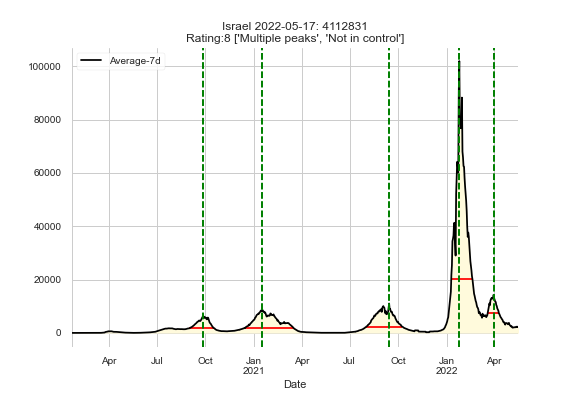 Israel 2022-05-17: 4112831
Rating:8 ['Multiple peaks', 'Not in control']
Average-7d
100000
80000
60000
40000
20000
0
Apr Jul Oct Jan Apr Jul Oct Jan Apr
2021 2022
Date